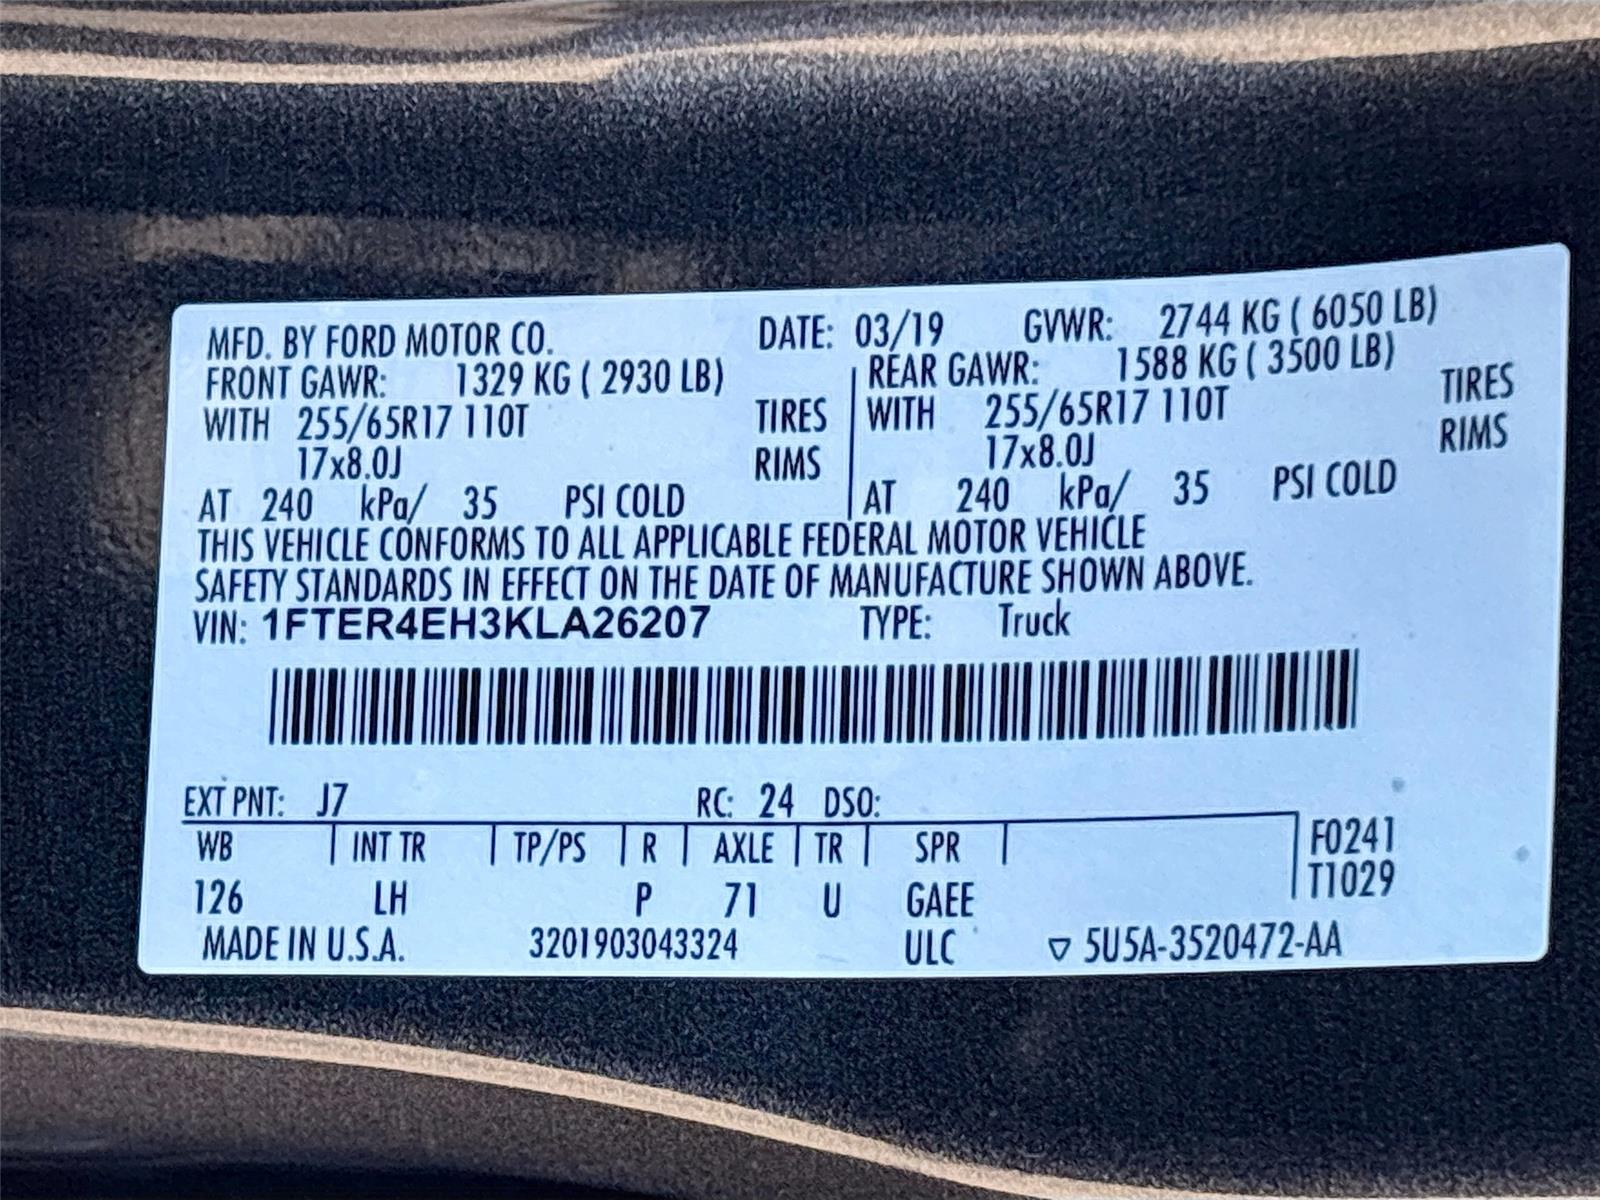 MFD. BY FORD MOTOR CO. DATE: 03/19 GVWR: 2744 KG ( 6050 LB)
FRONT GAWR: 1329 KG ( 2930 LB) REAR GAWR: 1588 KG ( 3500 LB)
WITH 255/65R17 110T TIRES WITH 255/65R17 110T TIRES
17x8.0J RIMS 17x8.0J RIMS
AT 240 kPa/ 35 PSI COLD AT 240 kPa/ 35 PSI COLD
THIS VEHICLE CONFORMS TO ALL APPLICABLE FEDERAL MOTOR VEHICLE
SAFETY STANDARDS IN EFFECT ON THE DATE OF MANUFACTURE SHOWN ABOVE.
VIN: 1FTER4EH3KLA26207 TYPE: Truck
EXT PNT: J7 RC: 24 DSO:
WB INT TR TP/PS R AXLE TR SPR F0241
T1029
126 LH P 71 U GAEE
MADE IN U.S.A. 3201903043324 ULC ▽ 5U5A-3520472-AA